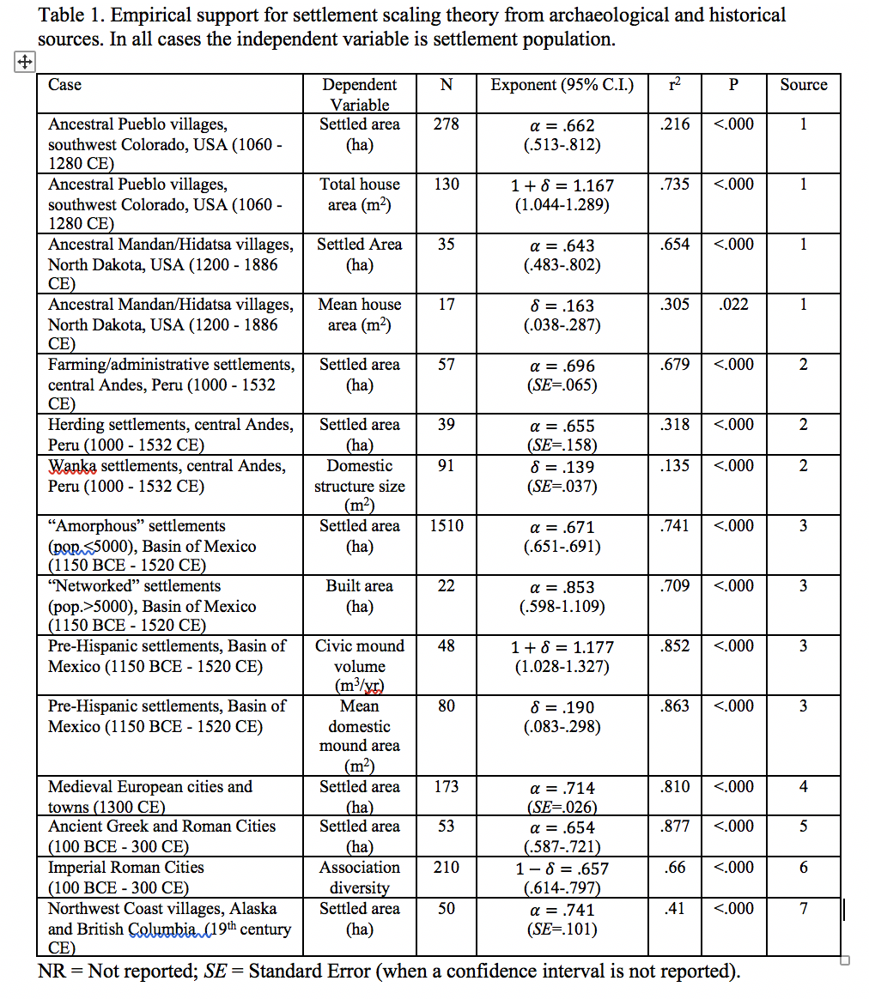 Table 1. Empirical support for settlement scaling theory from archaeological and historical
sources. In all cases the independent variable is settlement population.
Case Dependent Variable N Exponent (95% C.I.) r² P Source
Ancestral Pueblo villages, Settled area 278 α = .662 .216 <.000 1
southwest Colorado, USA (1060 - (ha) (.513-.812)
1280 CE)
Ancestral Pueblo villages, Total house 130 1 + δ = 1.167 .735 <.000 1
southwest Colorado, USA (1060 - area (m²) (1.044-1.289)
1280 CE)
Ancestral Mandan/Hidatsa villages, Settled Area 35 α = .643 .654 <.000 1
North Dakota, USA (1200 - 1886 (ha) (.483-.802)
CE)
Ancestral Mandan/Hidatsa villages, Mean house 17 δ = .163 .305 .022 1
North Dakota, USA (1200 - 1886 area (m²) (.038-.287)
CE)
Farming/administrative settlements, Settled area 57 α = .696 .679 <.000 2
central Andes, Peru (1000 - 1532 (ha) (SE=.065)
CE)
Herding settlements, central Andes, Settled area 39 α = .655 .318 <.000 2
Peru (1000 - 1532 CE) (ha) (SE=.158)
Wanka settlements, central Andes, Domestic 91 δ = .139 .135 <.000 2
Peru (1000 - 1532 CE) structure size (SE=.037)
(m²)
“Amorphous” settlements Settled area 1510 α = .671 .741 <.000 3
(pop.≤5000), Basin of Mexico (ha) (.651-.691)
(1150 BCE - 1520 CE)
“Networked” settlements Built area 22 α = .853 .709 <.000 3
(pop.>5000), Basin of Mexico (ha) (.598-1.109)
(1150 BCE - 1520 CE)
Pre-Hispanic settlements, Basin of Civic mound 48 1 + δ = 1.177 .852 <.000 3
Mexico (1150 BCE - 1520 CE) volume (1.028-1.327)
(m³/yr)
Pre-Hispanic settlements, Basin of Mean 80 δ = .190 .863 <.000 3
Mexico (1150 BCE - 1520 CE) domestic (.083-.298)
mound area
(m²)
Medieval European cities and Settled area 173 α = .714 .810 <.000 4
towns (1300 CE) (ha) (SE=.026)
Ancient Greek and Roman Cities Settled area 53 α = .654 .877 <.000 5
(100 BCE - 300 CE) (ha) (.587-.721)
Imperial Roman Cities Association 210 1 − δ = .657 .66 <.000 6
(100 BCE - 300 CE) diversity (.614-.797)
Northwest Coast villages, Alaska Settled area 50 α = .741 .41 <.000 7
and British Columbia (19th century (ha) (SE=.101)
CE)
NR = Not reported; SE = Standard Error (when a confidence interval is not reported).